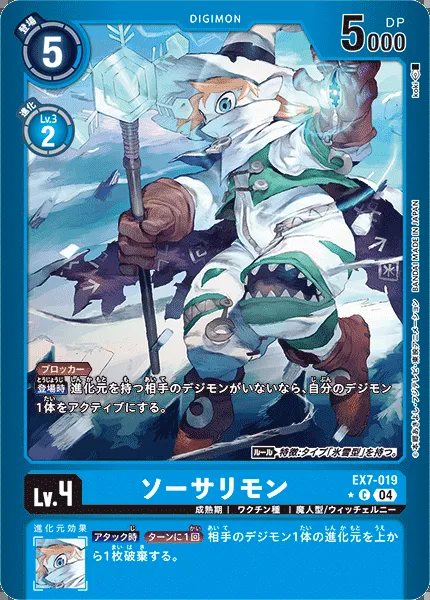 登場
5
DIGIMON
DP
5000
進化
Lv.3
2
BANDAI MADE IN JAPAN
ブロッカー
登場時 進化元を持つ相手のデジモンがいないなら、自分のデジモン
1体をアクティブにする。
ルール ▶特徴:タイプ「氷雪型」を持つ。
Lv.4
ソーサリモン
EX7-019
C 04
成熟期 | ワクチン種 | 魔人型/ウィッチェルニー
進化元効果
アタック時 ターンに1回 相手のデジモン1体の進化元を上か
ら1枚破棄する。